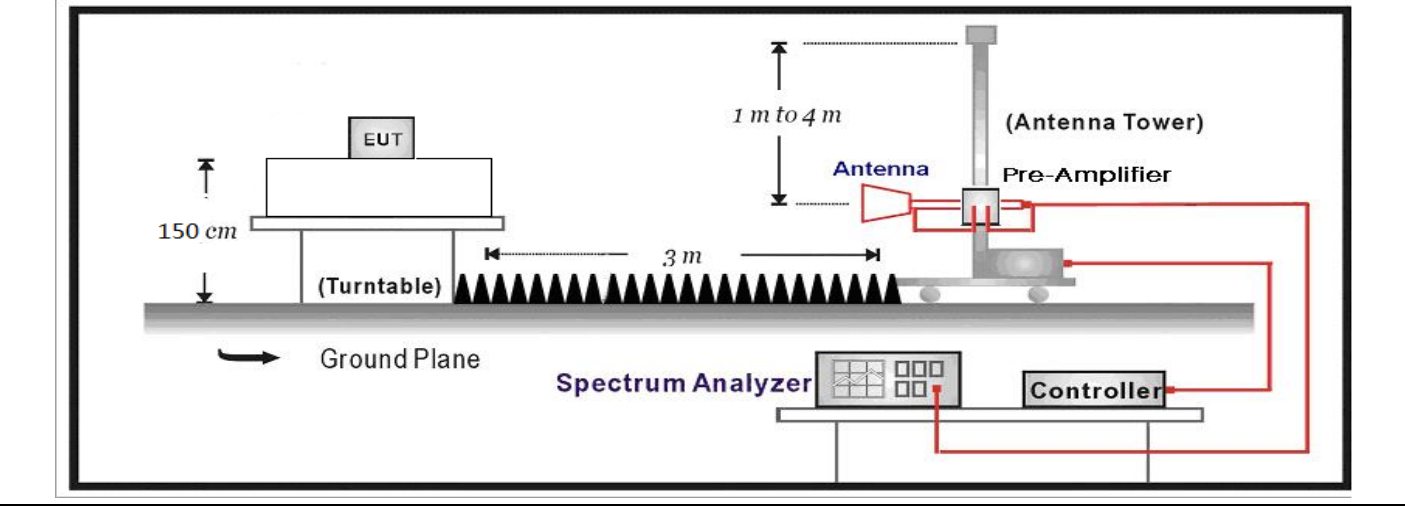 1 m to 4 m
(Antenna Tower)
EUT
Antenna
Pre-Amplifier
150 cm
3 m
(Turntable)
Ground Plane
Spectrum Analyzer
Controller